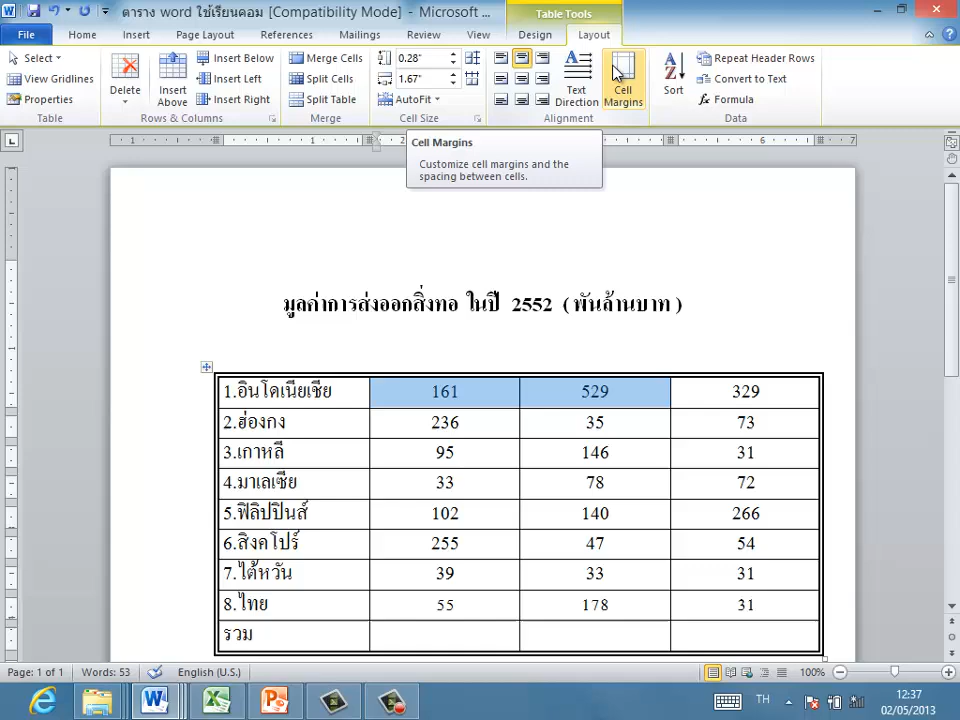 ตาราง word ใช้เรียนคอม [Compatibility Mode] - Microsoft ...
Table Tools
File Home Insert Page Layout References Mailings Review View Design Layout
Select
View Gridlines
Properties
Table
Delete
Insert Above
Insert Below
Insert Left
Insert Right
Rows & Columns
Merge Cells
Split Cells
Split Table
Merge
0.28"
1.67"
AutoFit
Cell Size
Text Direction
Cell Margins
Alignment
Sort
Repeat Header Rows
Convert to Text
Formula
Data
Cell Margins
Customize cell margins and the
spacing between cells.
มูลค่าการส่งออกสิ่งทอ ในปี 2552 ( พันล้านบาท )
1.อินโดเนียเชีย 161 529 329
2.ฮ่องกง 236 35 73
3.เกาหลี 95 146 31
4.มาเลเซีย 33 78 72
5.ฟิลิปปินส์ 102 140 266
6.สิงคโปร์ 255 47 54
7.ไต้หวัน 39 33 31
8.ไทย 55 178 31
รวม
Page: 1 of 1 Words: 53 English (U.S.) 100%
TH
12:37
02/05/2013